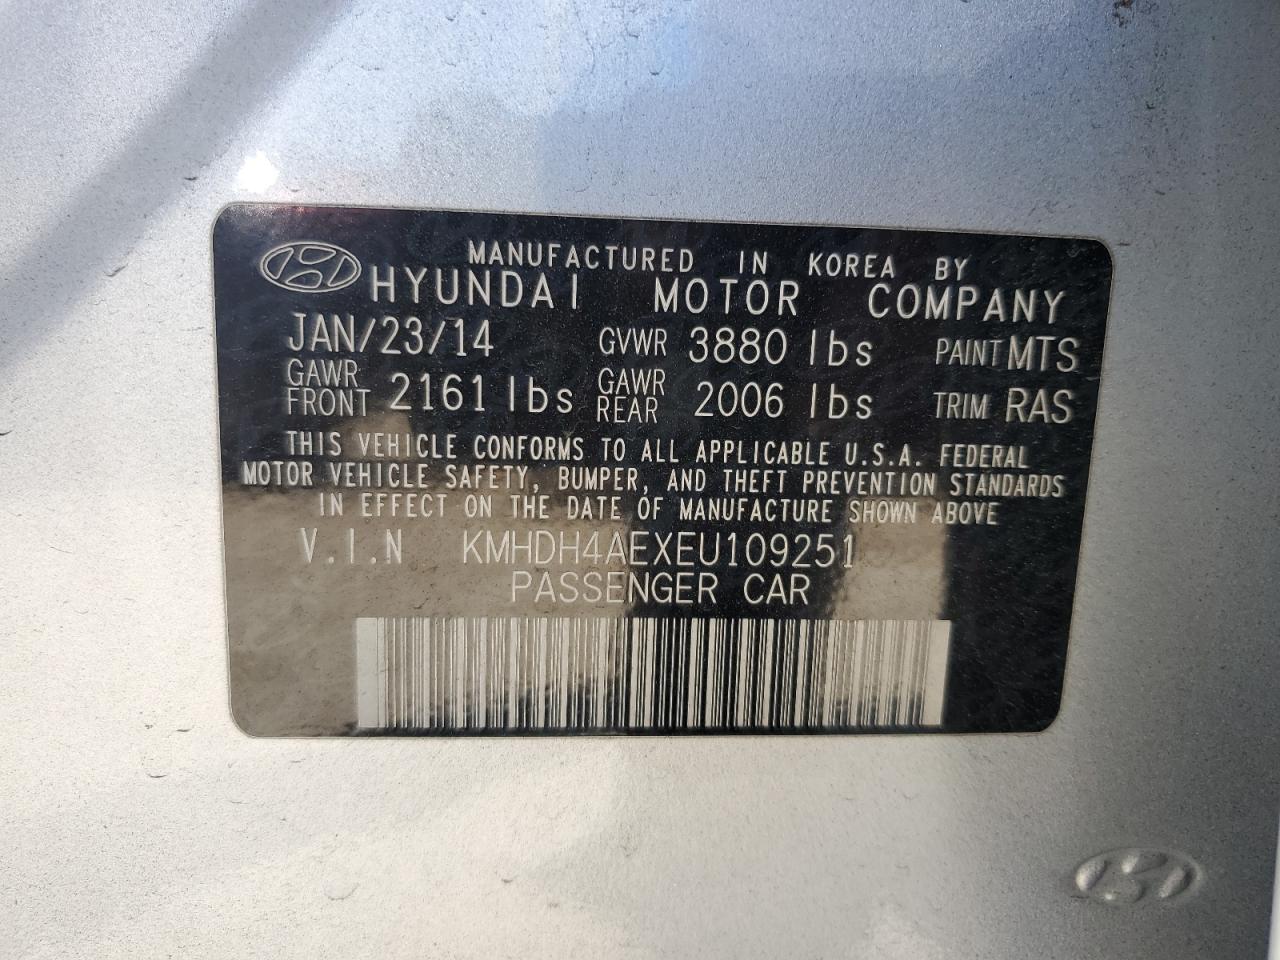 MANUFACTURED IN KOREA BY
HYUNDAI MOTOR COMPANY
JAN/23/14 GVWR 3880 lbs PAINT MTS
GAWR FRONT 2161 lbs GAWR REAR 2006 lbs TRIM RAS
THIS VEHICLE CONFORMS TO ALL APPLICABLE U.S.A. FEDERAL
MOTOR VEHICLE SAFETY, BUMPER, AND THEFT PREVENTION STANDARDS
IN EFFECT ON THE DATE OF MANUFACTURE SHOWN ABOVE
V.I.N KMHDH4AEXEU109251
PASSENGER CAR